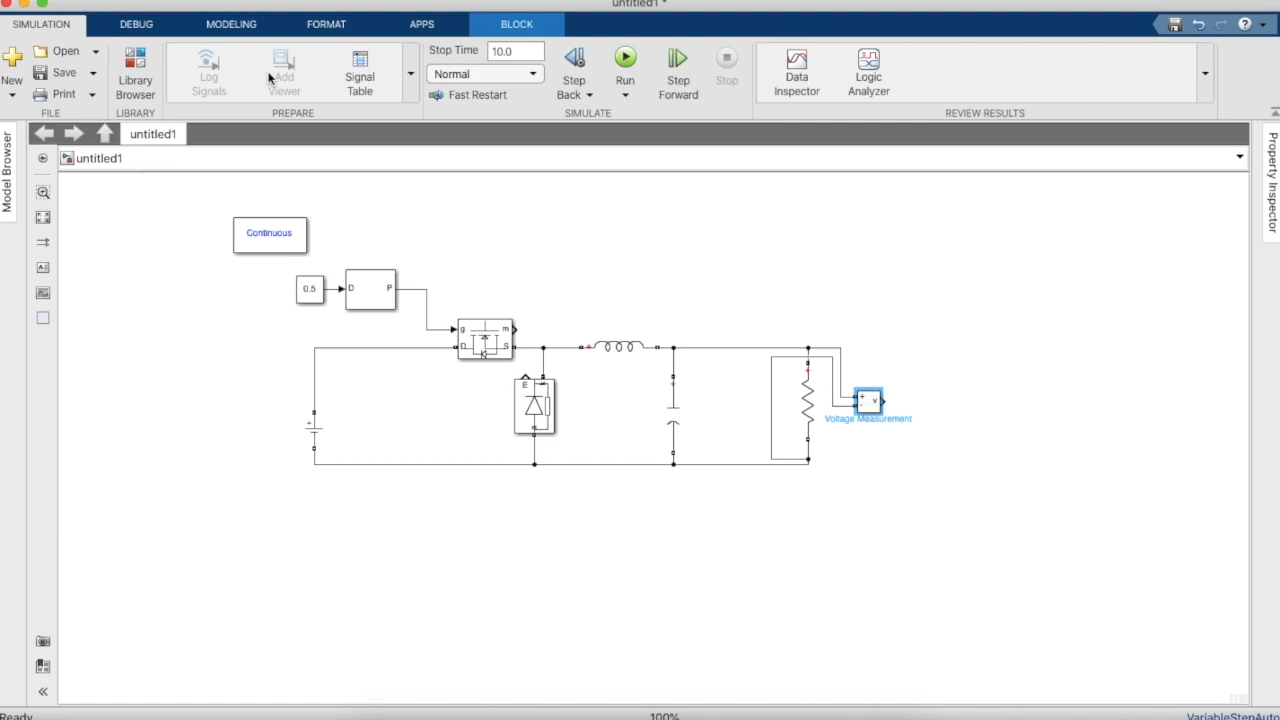 untitled1 *
SIMULATION DEBUG MODELING FORMAT APPS BLOCK
New
Open
Save
Print
FILE
Library Browser
LIBRARY
Log Signals
Add Viewer
Signal Table
PREPARE
Stop Time 10.0
Normal
Fast Restart
Step Back
Run
Step Forward
Stop
SIMULATE
Data Inspector
Logic Analyzer
REVIEW RESULTS
Model Browser
Property Inspector
untitled1
untitled1
Continuous
0.5
D P
g m
D S
+
+ v
-
Voltage Measurement
Ready
100%
VariableStepAuto